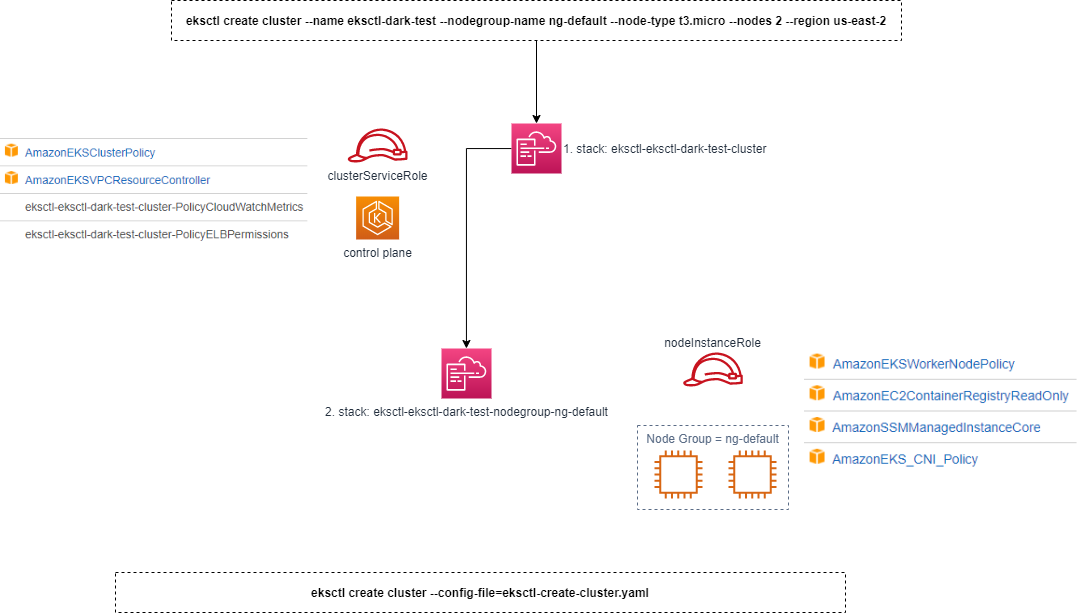 eksctl create cluster --name eksctl-dark-test --nodegroup-name ng-default --node-type t3.micro --nodes 2 --region us-east-2
1. stack: eksctl-eksctl-dark-test-cluster
AmazonEKSClusterPolicy
AmazonEKSVPCResourceController
eksctl-eksctl-dark-test-cluster-PolicyCloudWatchMetrics
eksctl-eksctl-dark-test-cluster-PolicyELBPermissions
clusterServiceRole
K
control plane
2. stack: eksctl-eksctl-dark-test-nodegroup-ng-default
nodeInstanceRole
Node Group = ng-default
AmazonEKSWorkerNodePolicy
AmazonEC2ContainerRegistryReadOnly
AmazonSSMManagedInstanceCore
AmazonEKS_CNI_Policy
eksctl create cluster --config-file=eksctl-create-cluster.yaml